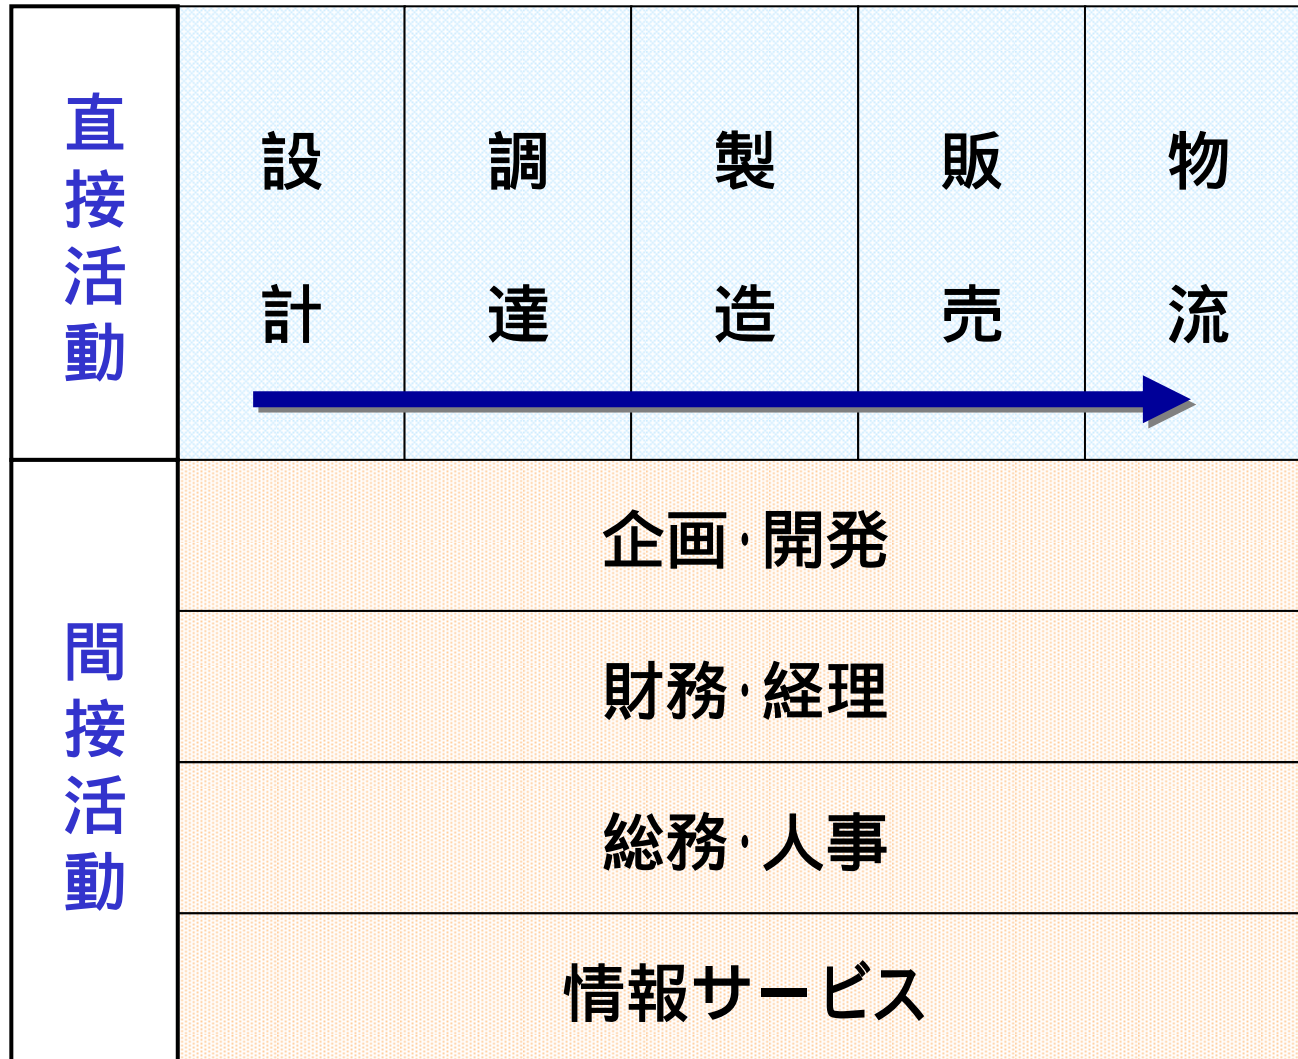 直接活動
設計
調達
製造
販売
物流
間接活動
企画・開発
財務・経理
総務・人事
情報サービス